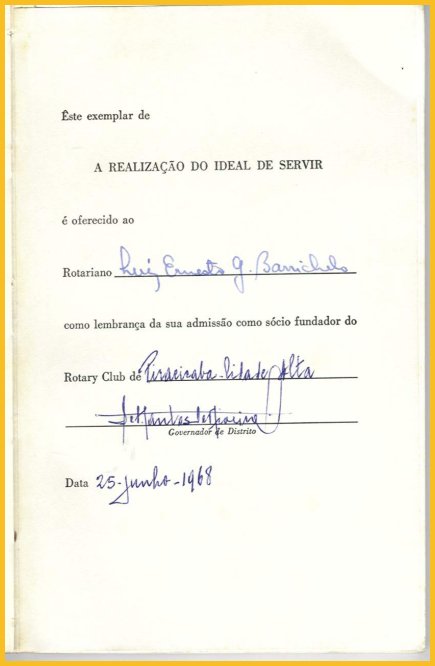 Êste exemplar de
A REALIZAÇÃO DO IDEAL DE SERVIR
é oferecido ao
Rotariano Luiz Ernesto G. Barrichelo
como lembrança da sua admissão como sócio fundador do
Rotary Club de Piracicaba-Cidade Alta
Governador de Distrito
Data 25-junho-1968